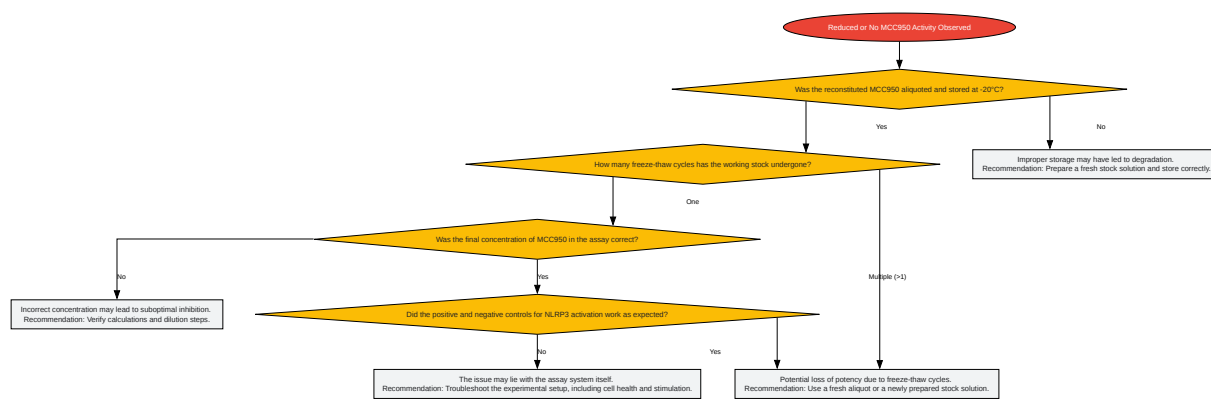 Reduced or No MCC950 Activity Observed
Was the reconstituted MCC950 aliquoted and stored at -20°C?
Yes
No
How many freeze-thaw cycles has the working stock undergone?
Improper storage may have led to degradation.
Recommendation: Prepare a fresh stock solution and store correctly.
One
Multiple (>1)
Was the final concentration of MCC950 in the assay correct?
No
Yes
Incorrect concentration may lead to suboptimal inhibition.
Recommendation: Verify calculations and dilution steps.
Did the positive and negative controls for NLRP3 activation work as expected?
No
Yes
The issue may lie with the assay system itself.
Recommendation: Troubleshoot the experimental setup, including cell health and stimulation.
Potential loss of potency due to freeze-thaw cycles.
Recommendation: Use a fresh aliquot or a newly prepared stock solution.